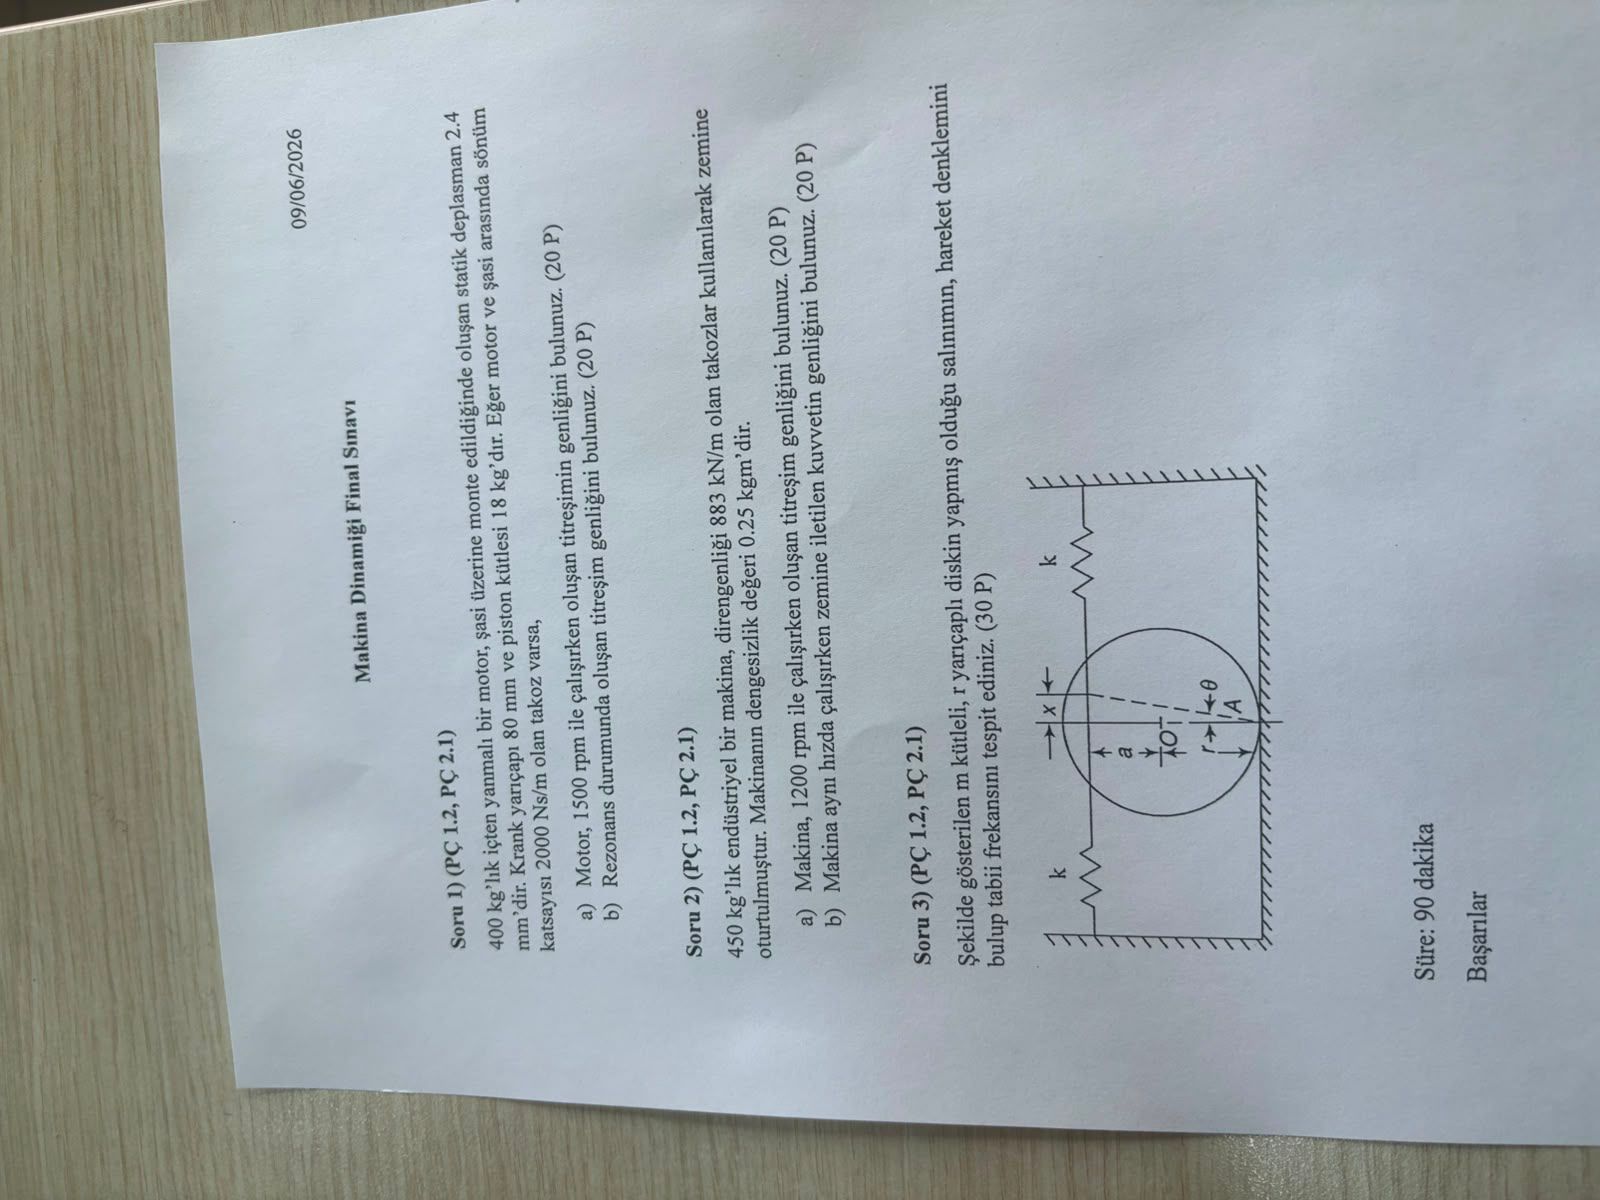 09/06/2026
Makina Dinamiği Final Sınavı
Soru 1) (PÇ 1.2, PÇ 2.1)
400 kg'lık içten yanmalı bir motor, şasi üzerine monte edildiğinde oluşan statik deplasman 2.4
mm'dir. Krank yarıçapı 80 mm ve piston kütlesi 18 kg'dır. Eğer motor ve şasi arasında sönüm
katsayısı 2000 Ns/m olan takoz varsa,
a) Motor, 1500 rpm ile çalışırken oluşan titreşimin genliğini bulunuz. (20 P)
b) Rezonans durumunda oluşan titreşim genliğini bulunuz. (20 P)
Soru 2) (PÇ 1.2, PÇ 2.1)
450 kg'lık endüstriyel bir makina, direngenliği 883 kN/m olan takozlar kullanılarak zemine
oturtulmuştur. Makinanın dengesizlik değeri 0.25 kgm'dir.
a) Makina, 1200 rpm ile çalışırken oluşan titreşim genliğini bulunuz. (20 P)
b) Makina aynı hızda çalışırken zemine iletilen kuvvetin genliğini bulunuz. (20 P)
Soru 3) (PÇ 1.2, PÇ 2.1)
Şekilde gösterilen m kütleli, r yarıçaplı diskin yapmış olduğu salınımın, hareket denklemini
bulup tabii frekansını tespit ediniz. (30 P)
k
x
k
a
O
r
θ
A
Süre: 90 dakika
Başarılar